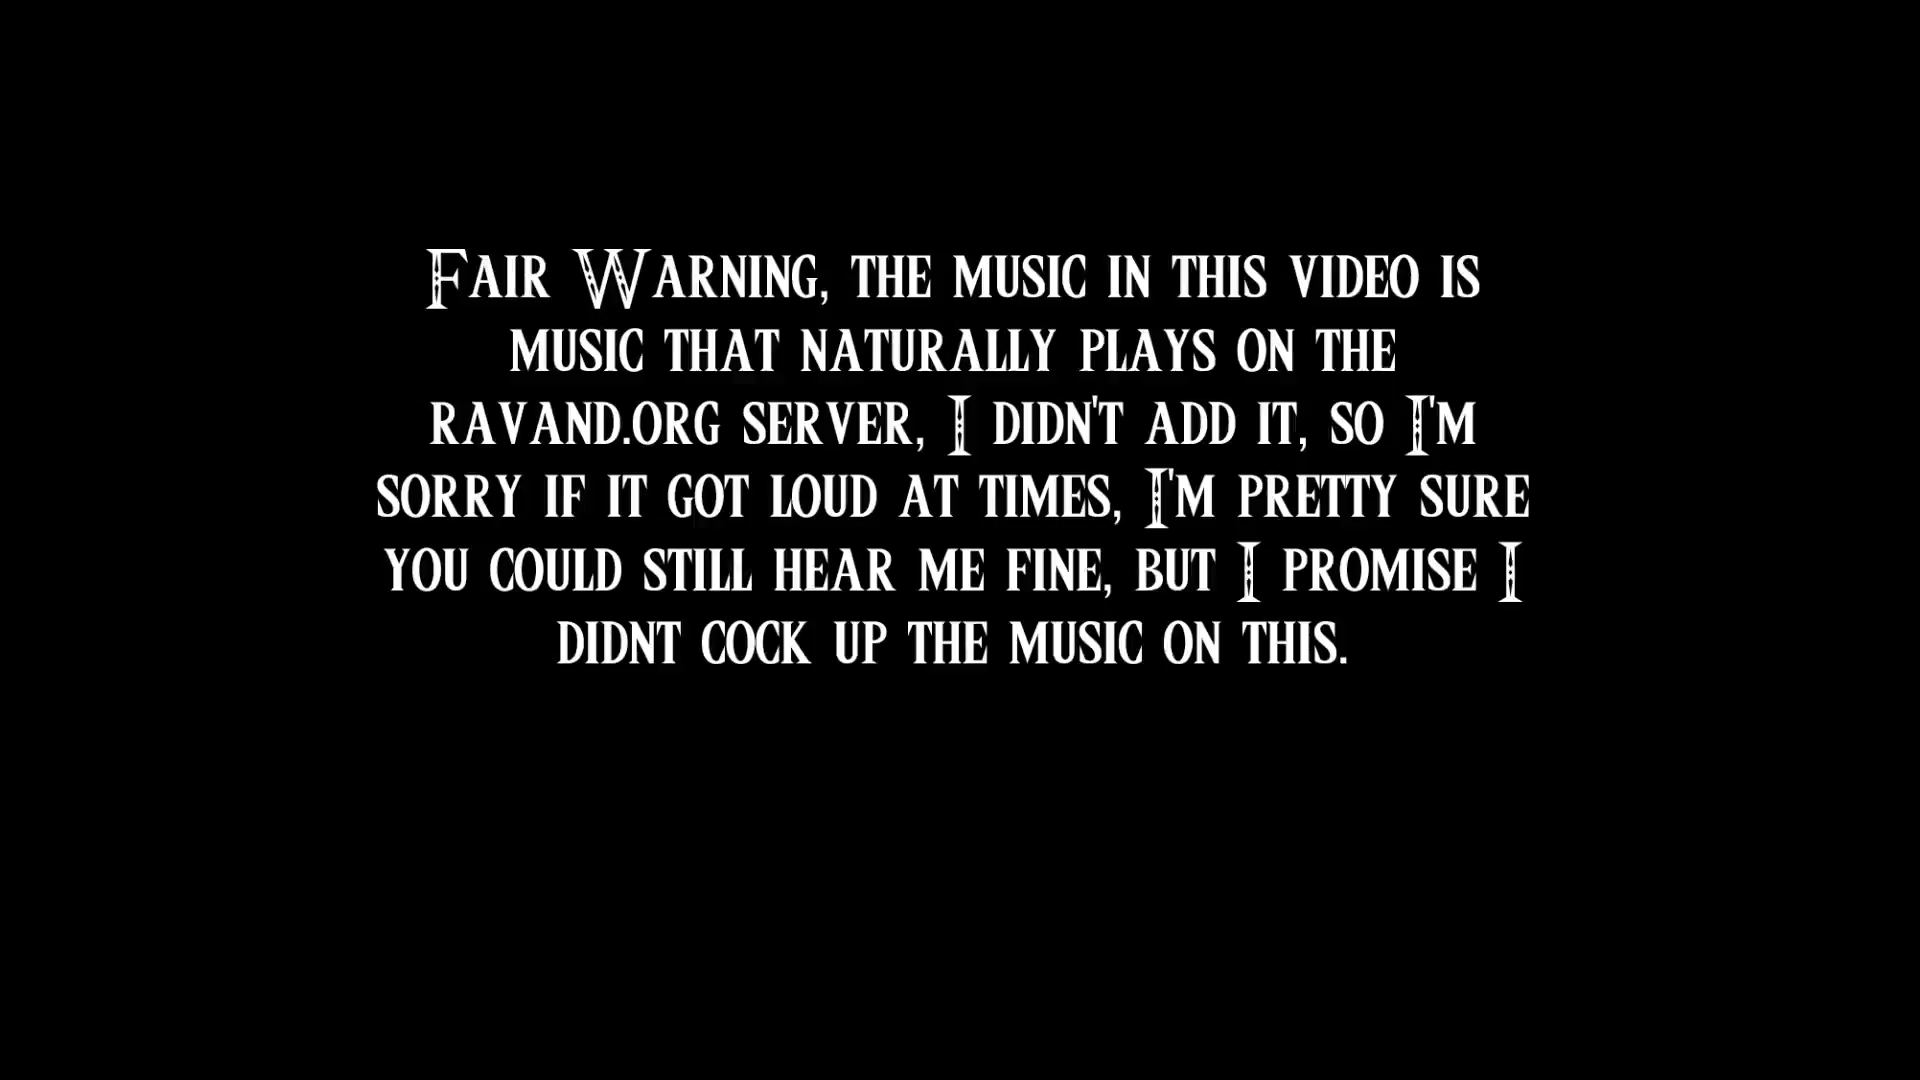 Fair Warning, the music in this video is
music that naturally plays on the
ravand.org server, I didn't add it, so I'm
sorry if it got loud at times, I'm pretty sure
you could still hear me fine, but I promise I
didnt cock up the music on this.